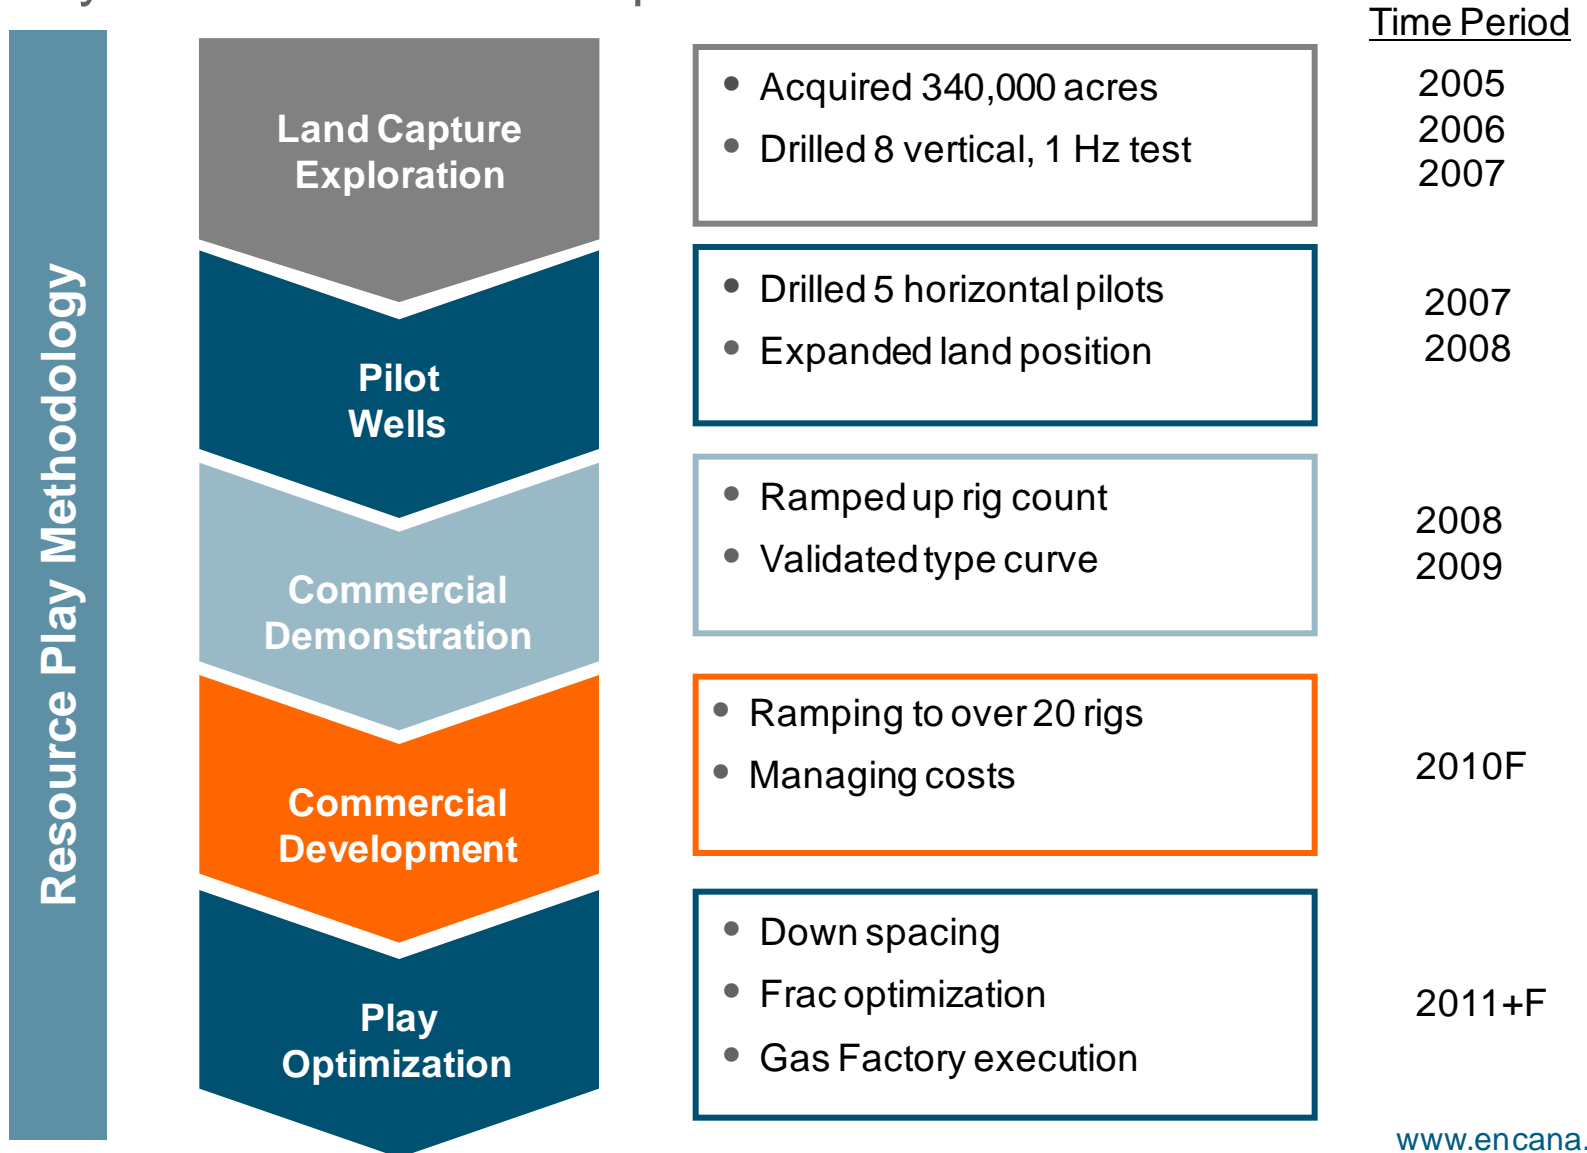 Time Period
Resource Play Methodology
Land Capture
Exploration
• Acquired 340,000 acres
• Drilled 8 vertical, 1 Hz test
2005
2006
2007
Pilot
Wells
• Drilled 5 horizontal pilots
• Expanded land position
2007
2008
Commercial
Demonstration
• Ramped up rig count
• Validated type curve
2008
2009
Commercial
Development
• Ramping to over 20 rigs
• Managing costs
2010F
Play
Optimization
• Down spacing
• Frac optimization
• Gas Factory execution
2011+F
www.encana.